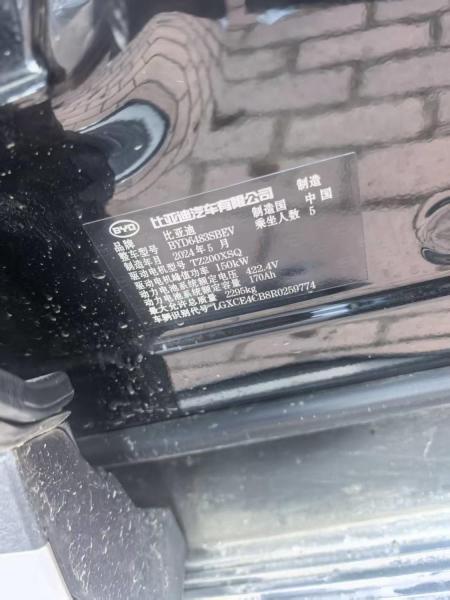 BYD 比亚迪汽车有限公司 制造
品牌 比亚迪 制造国 中国
整车型号 BYD6483SBEV 乘坐人数 5
制造年月 2024年5月
驱动电机型号 TZ200XSQ
驱动电机峰值功率 150kW
动力电池系统额定电压 422.4V
动力电池系统额定容量 170Ah
最大允许总质量 2295kg
车辆识别代号 LGXCE4CB8R0259774